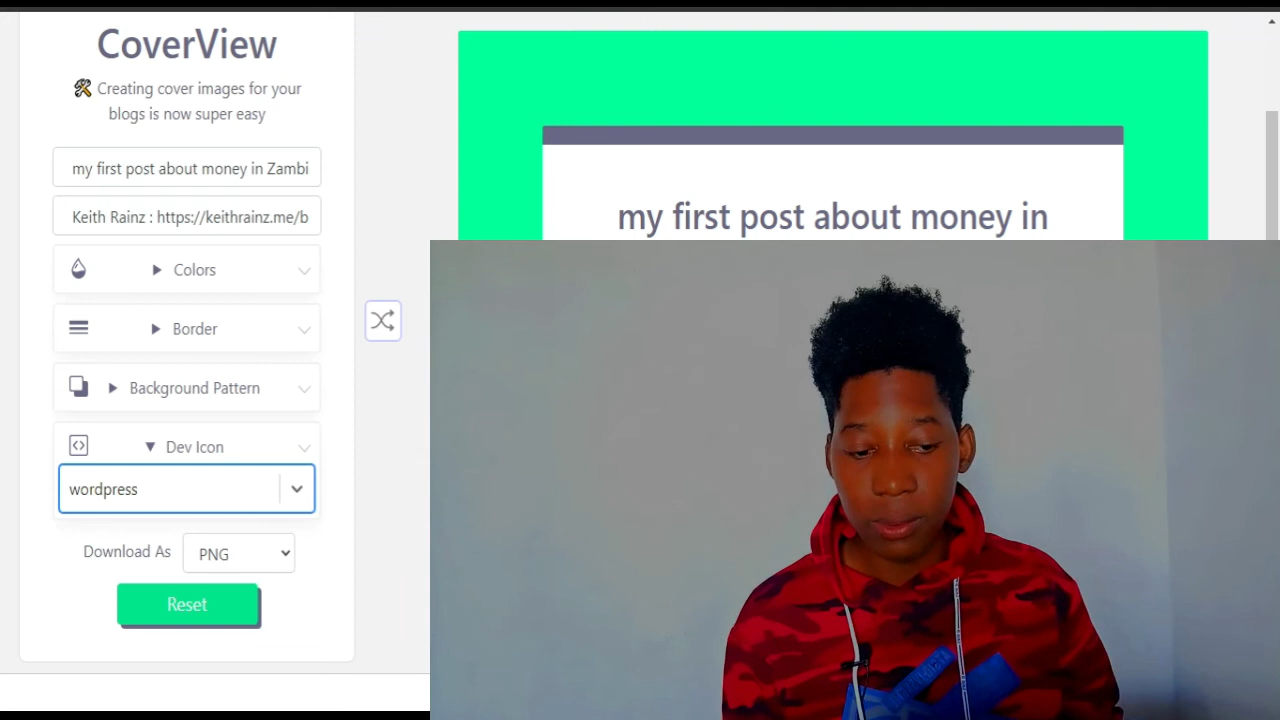 CoverView
🛠 Creating cover images for your
blogs is now super easy
my first post about money in Zambi
Keith Rainz : https://keithrainz.me/b
Colors
Border
Background Pattern
Dev Icon
wordpress
Download As PNG
Reset
my first post about money in